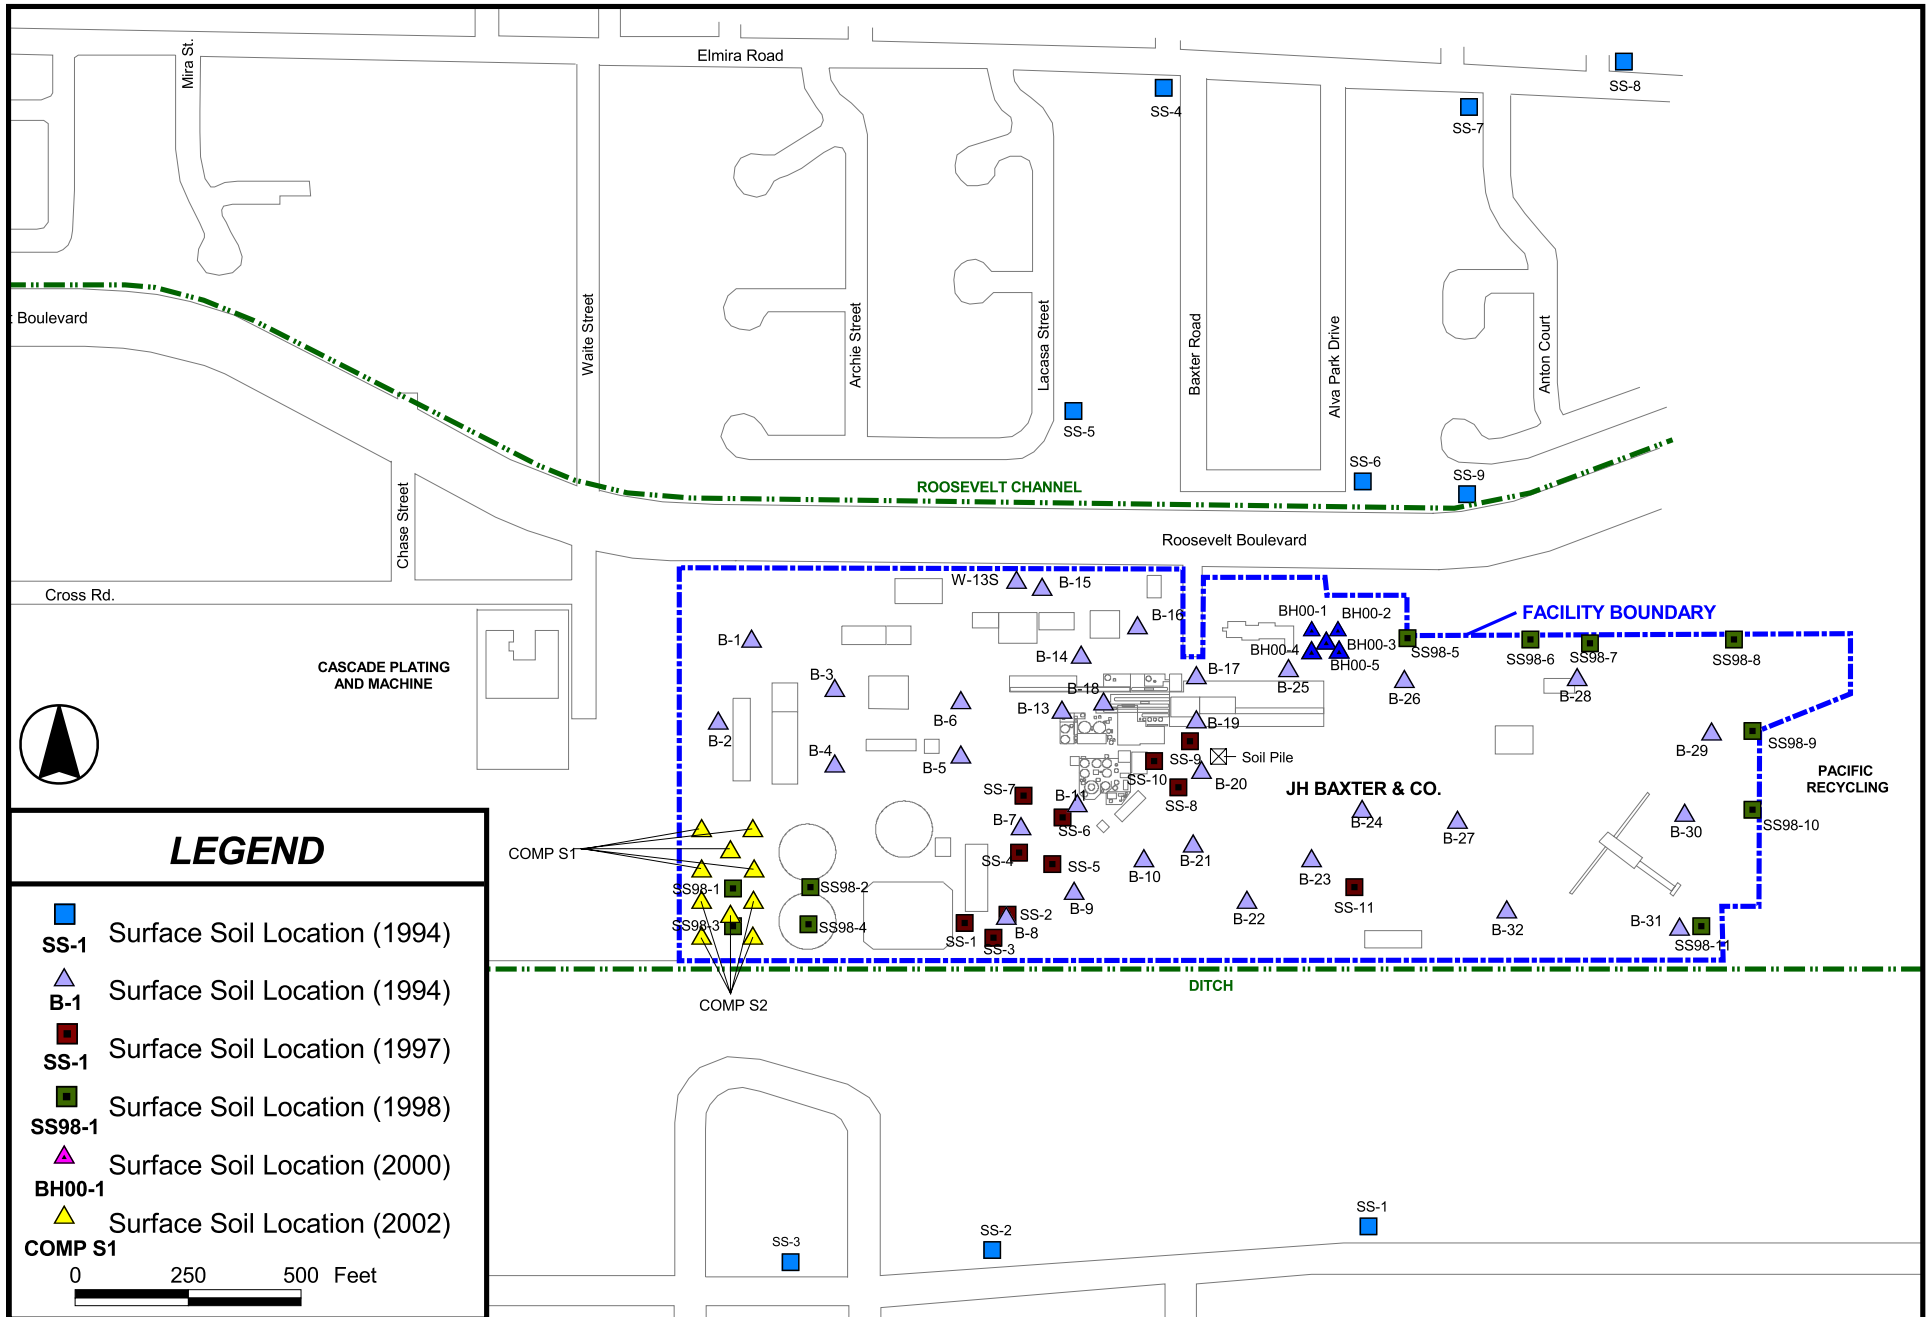 Elmira Road
Mira St.
SS-8
SS-4
SS-7
Boulevard
Waite Street
Archie Street
Lacasa Street
Baxter Road
Alva Park Drive
Anton Court
SS-5
SS-6
SS-9
ROOSEVELT CHANNEL
Chase Street
Roosevelt Boulevard
Cross Rd.
W-13S
B-15
B-16
BH00-1
BH00-2
FACILITY BOUNDARY
B-1
BH00-4
BH00-3
SS98-5
SS98-6
SS98-7
SS98-8
CASCADE PLATING
AND MACHINE
B-14
BH00-5
B-3
B-17
B-25
B-26
B-28
B-18
B-13
B-6
B-2
B-19
B-4
B-5
SS-9
Soil Pile
B-29
SS98-9
SS-10
B-20
PACIFIC
RECYCLING
SS-7
B-11
SS-8
JH BAXTER & CO.
B-7
SS-6
B-24
B-27
B-30
SS98-10
COMP S1
SS-4
SS-5
B-21
B-10
B-23
SS98-1
SS98-2
B-9
SS-11
B-22
SS98-3
SS98-4
SS-2
SS-1
B-8
SS-3
B-32
B-31
SS98-11
DITCH
COMP S2
LEGEND
SS-1 Surface Soil Location (1994)
B-1 Surface Soil Location (1994)
SS-1 Surface Soil Location (1997)
SS98-1 Surface Soil Location (1998)
BH00-1 Surface Soil Location (2000)
COMP S1 Surface Soil Location (2002)
0 250 500 Feet
SS-3
SS-2
SS-1